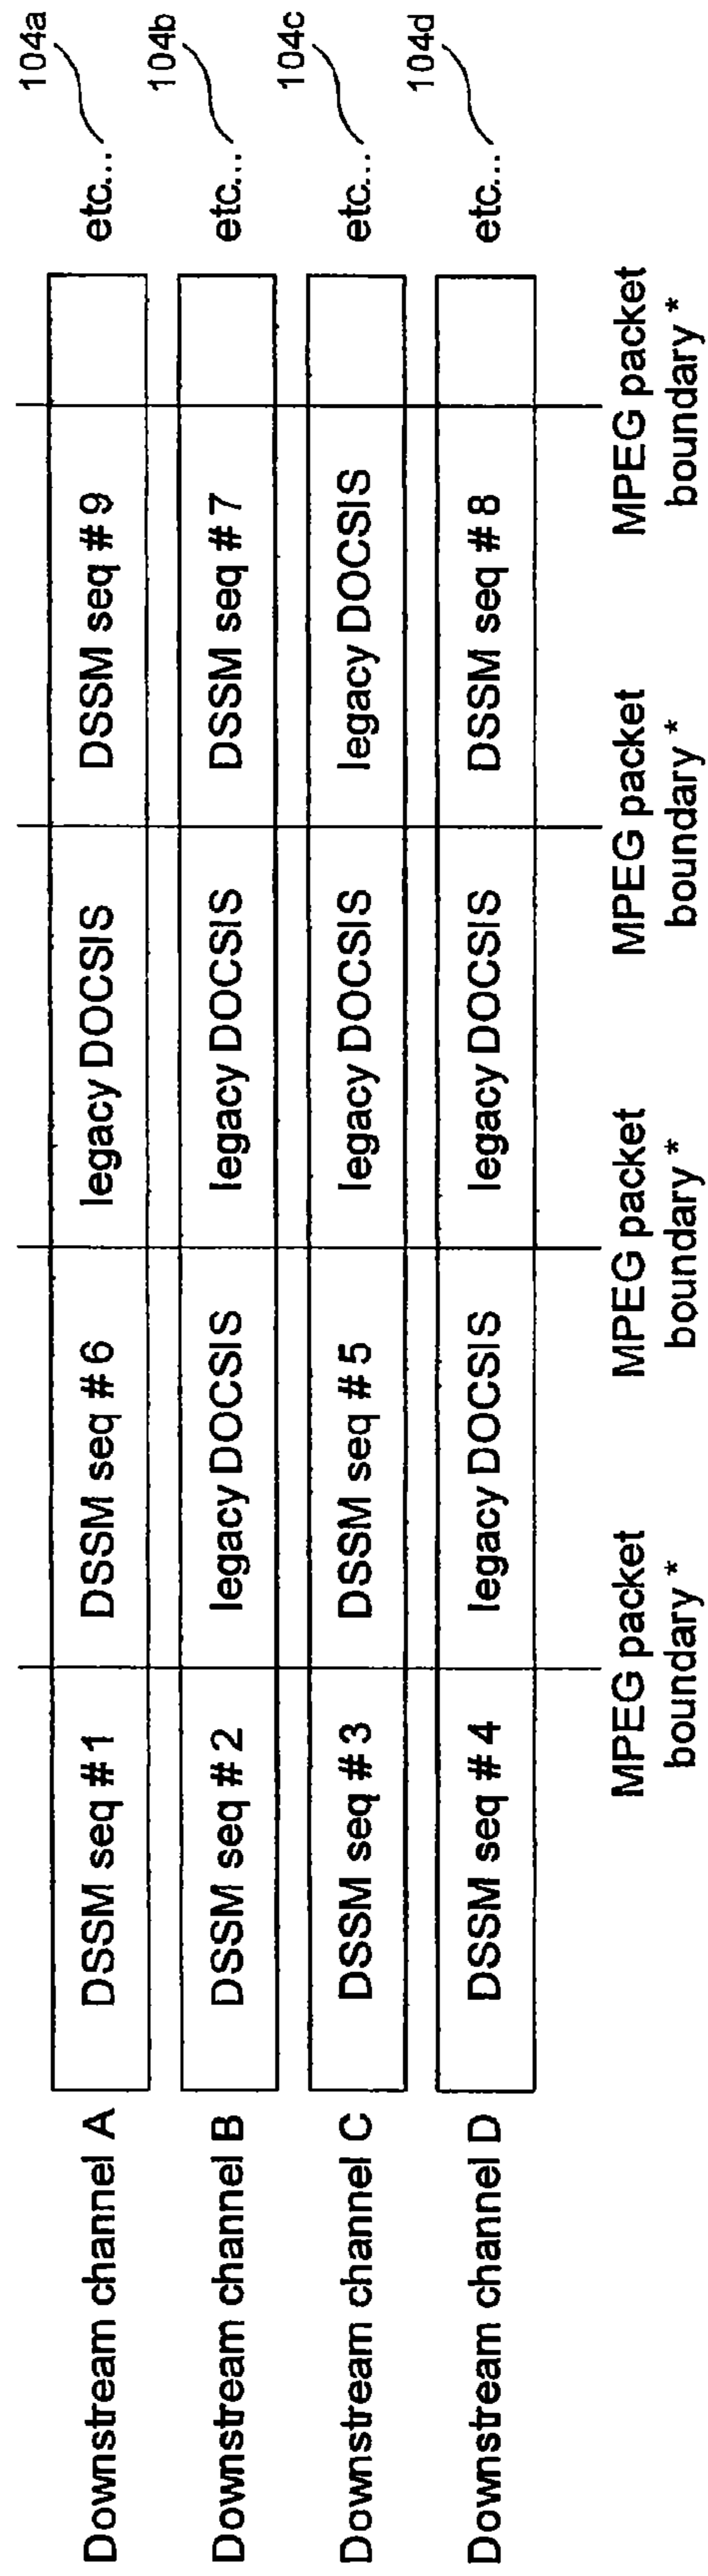 Downstream channel A
DSSM seq # 1
DSSM seq # 6
legacy DOCSIS
DSSM seq # 9
etc...
104a
Downstream channel B
DSSM seq # 2
legacy DOCSIS
legacy DOCSIS
DSSM seq # 7
etc...
104b
Downstream channel C
DSSM seq # 3
DSSM seq # 5
legacy DOCSIS
legacy DOCSIS
etc...
104c
Downstream channel D
DSSM seq # 4
legacy DOCSIS
legacy DOCSIS
DSSM seq # 8
etc...
104d
MPEG packet
boundary *
MPEG packet
boundary *
MPEG packet
boundary *
MPEG packet
boundary *